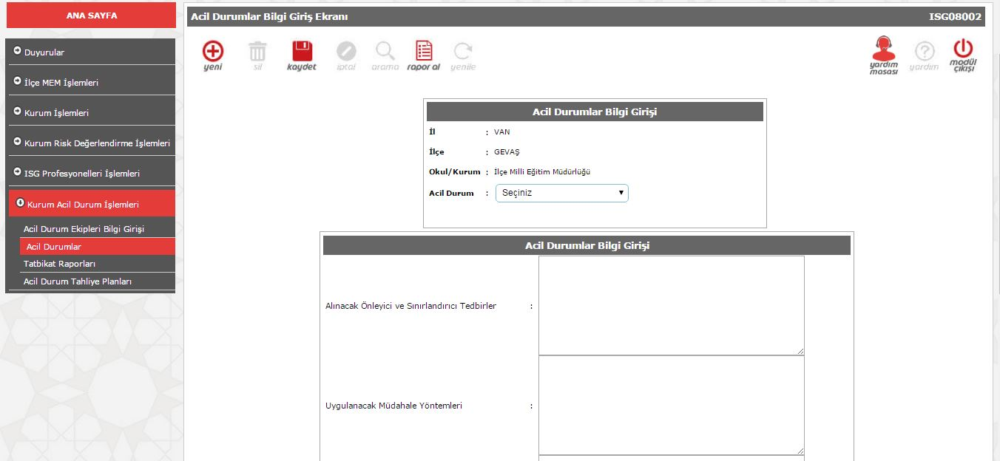 ANA SAYFA
Duyurular
İlçe MEM İşlemleri
Kurum İşlemleri
Kurum Risk Değerlendirme İşlemleri
ISG Profesyonelleri İşlemleri
Kurum Acil Durum İşlemleri
Acil Durum Ekipleri Bilgi Girişi
Acil Durumlar
Tatbikat Raporları
Acil Durum Tahliye Planları
Acil Durumlar Bilgi Giriş Ekranı ISG08002
yeni sil kaydet iptal arama rapor al yenile yardım masası yardım modül çıkışı
Acil Durumlar Bilgi Girişi
İl : VAN
İlçe : GEVAŞ
Okul/Kurum : İlçe Milli Eğitim Müdürlüğü
Acil Durum : Seçiniz
Acil Durumlar Bilgi Girişi
Alınacak Önleyici ve Sınırlandırıcı Tedbirler :
Uygulanacak Müdahale Yöntemleri :